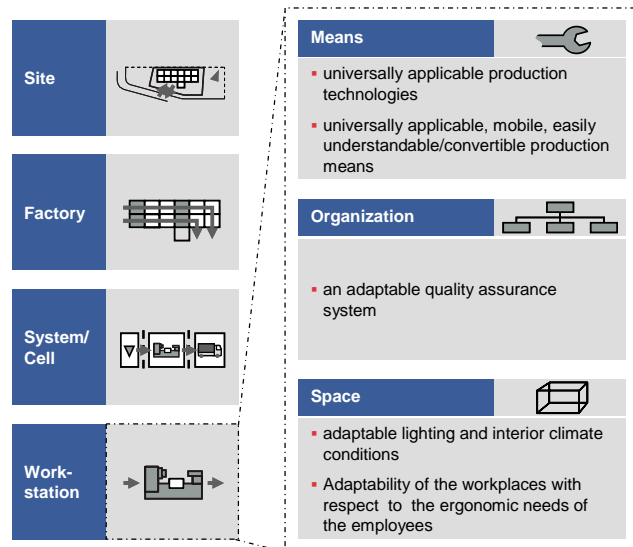 Site
Factory
System/
Cell
Work-
station
Means
▪ universally applicable production
technologies
▪ universally applicable, mobile, easily
understandable/convertible production
means
Organization
▪ an adaptable quality assurance
system
Space
▪ adaptable lighting and interior climate
conditions
▪ Adaptability of the workplaces with
respect to the ergonomic needs of
the employees